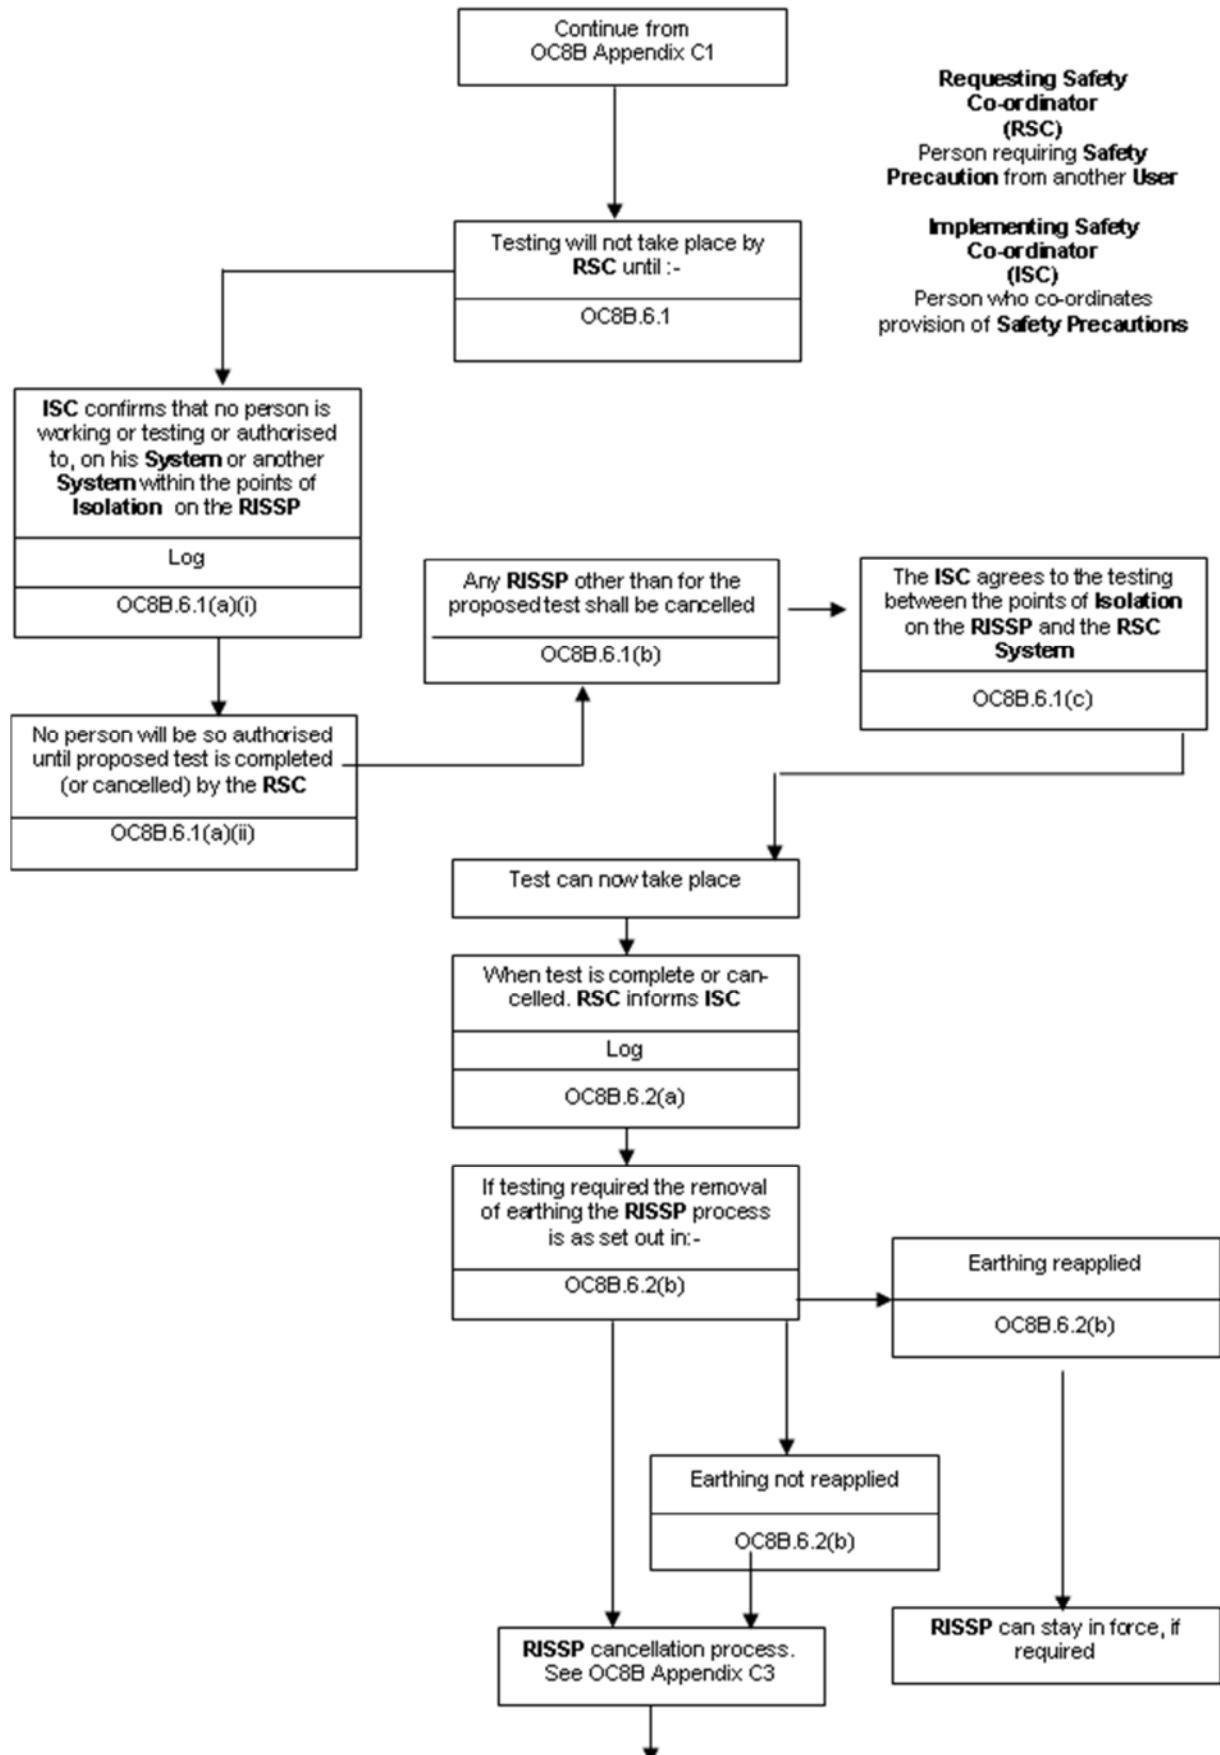 Continue from
OC8B Appendix C1
Requesting Safety
Co-ordinator
(RSC)
Person requiring Safety
Precaution from another User
Implementing Safety
Co-ordinator
(ISC)
Person who co-ordinates
provision of Safety Precautions
Testing will not take place by
RSC until :-
OC8B.6.1
ISC confirms that no person is
working or testing or authorised
to, on his System or another
System within the points of
Isolation on the RISSP
Log
OC8B.6.1(a)(i)
No person will be so authorised
until proposed test is completed
(or cancelled) by the RSC
OC8B.6.1(a)(ii)
Any RISSP other than for the
proposed test shall be cancelled
OC8B.6.1(b)
The ISC agrees to the testing
between the points of Isolation
on the RISSP and the RSC
System
OC8B.6.1(c)
Test can now take place
When test is complete or can-
celled. RSC informs ISC
Log
OC8B.6.2(a)
If testing required the removal
of earthing the RISSP process
is as set out in:-
OC8B.6.2(b)
Earthing reapplied
OC8B.6.2(b)
Earthing not reapplied
OC8B.6.2(b)
RISSP can stay in force, if
required
RISSP cancellation process.
See OC8B Appendix C3